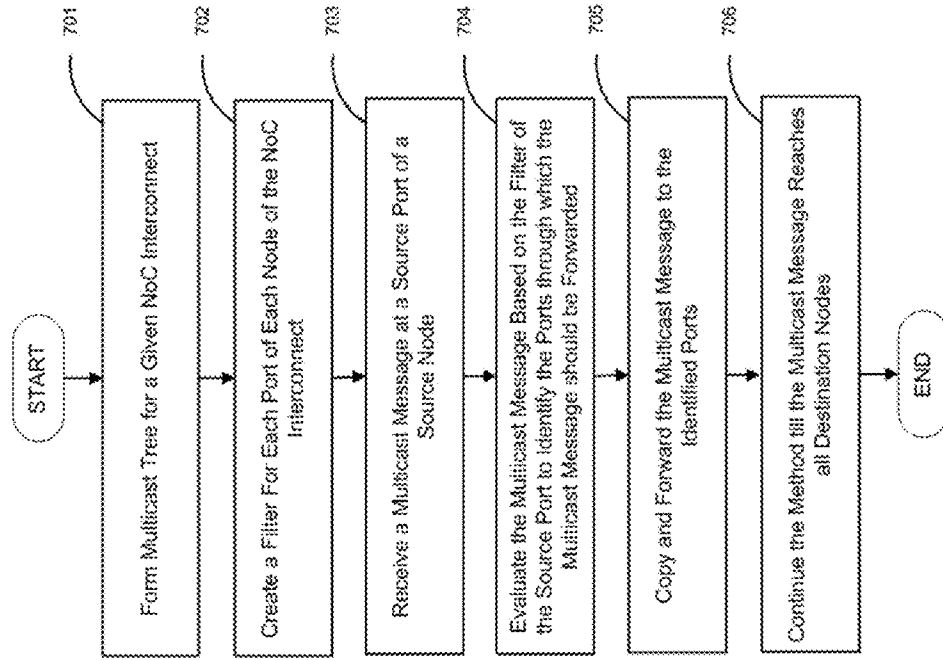 START
701
Form Multicast Tree for a Given NoC Interconnect
702
Create a Filter For Each Port of Each Node of the NoC
Interconnect
703
Receive a Multicast Message at a Source Port of a
Source Node
704
Evaluate the Multicast Message Based on the Filter of
the Source Port to Identify the Ports through which the
Multicast Message should be Forwarded
705
Copy and Forward the Multicast Message to the
Identified Ports
706
Continue the Method till the Multicast Message Reaches
all Destination Nodes
END